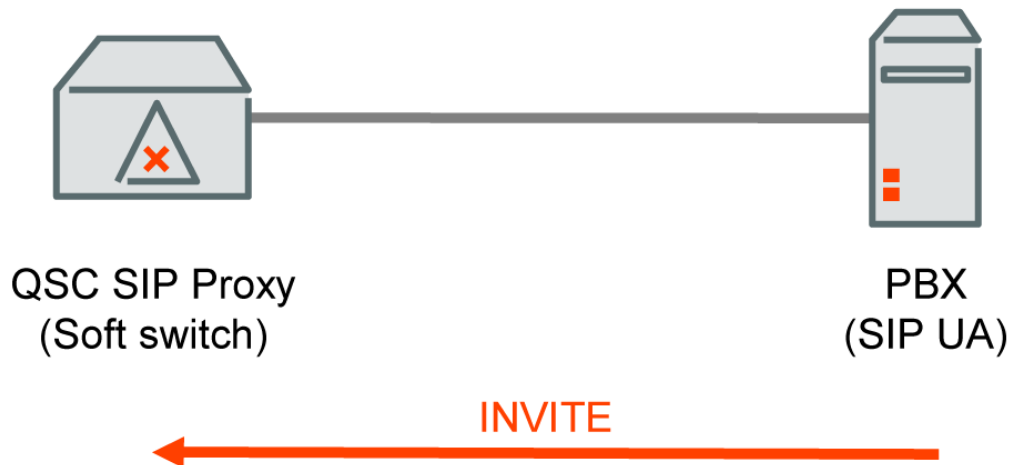 QSC SIP Proxy
(Soft switch)
PBX
(SIP UA)
INVITE